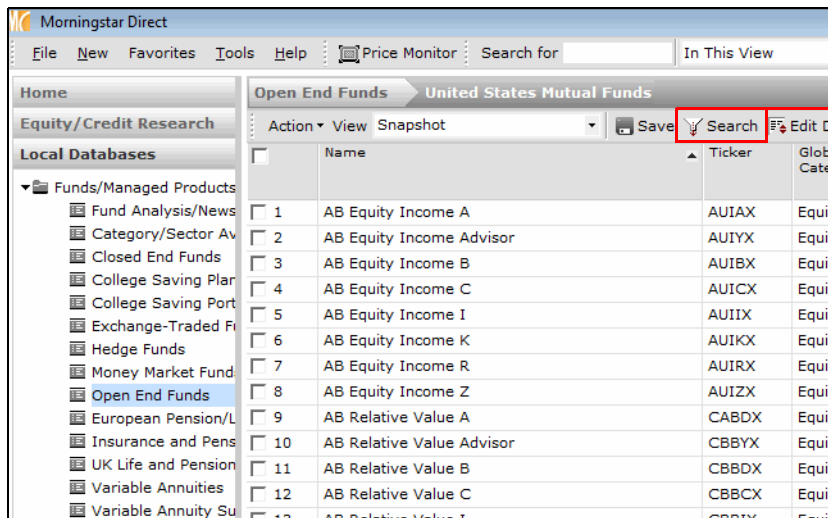 Morningstar Direct
File New Favorites Tools Help Price Monitor Search for In This View
Home
Equity/Credit Research
Local Databases
Funds/Managed Products
Fund Analysis/News
Category/Sector Av
Closed End Funds
College Saving Plan
College Saving Port
Exchange-Traded F
Hedge Funds
Money Market Fund
Open End Funds
European Pension/L
Insurance and Pens
UK Life and Pension
Variable Annuities
Variable Annuity Su
Open End Funds United States Mutual Funds
Action View Snapshot Save Search Edit D
Name Ticker Glob
Cate
1 AB Equity Income A AUIAX Equi
2 AB Equity Income Advisor AUIYX Equi
3 AB Equity Income B AUIBX Equi
4 AB Equity Income C AUICX Equi
5 AB Equity Income I AUIIX Equi
6 AB Equity Income K AUIKX Equi
7 AB Equity Income R AUIRX Equi
8 AB Equity Income Z AUIZX Equi
9 AB Relative Value A CABDX Equi
10 AB Relative Value Advisor CBBYX Equi
11 AB Relative Value B CBBDX Equi
12 AB Relative Value C CBBCX Equi